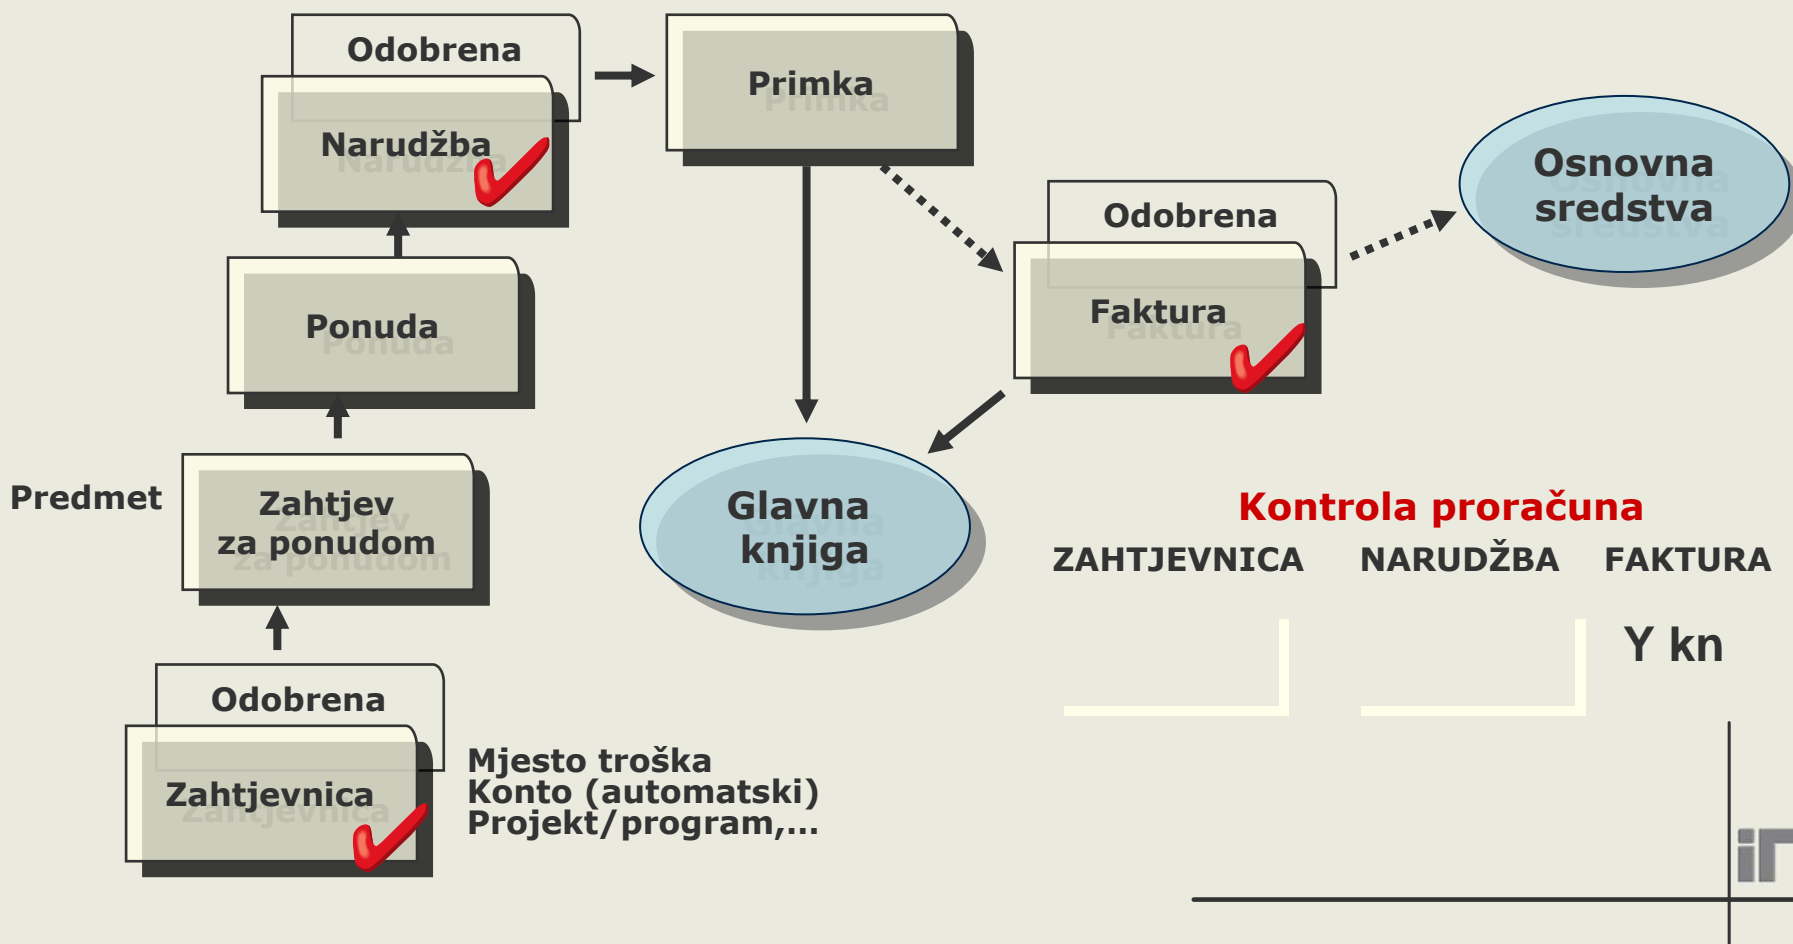 Odobrena
Narudžba
Primka
Osnovna
sredstva
Odobrena
Faktura
Ponuda
Predmet
Zahtjev
za ponudom
Glavna
knjiga
Kontrola proračuna
ZAHTJEVNICA NARUDŽBA FAKTURA
Y kn
Odobrena
Zahtjevnica
Mjesto troška
Konto (automatski)
Projekt/program,...